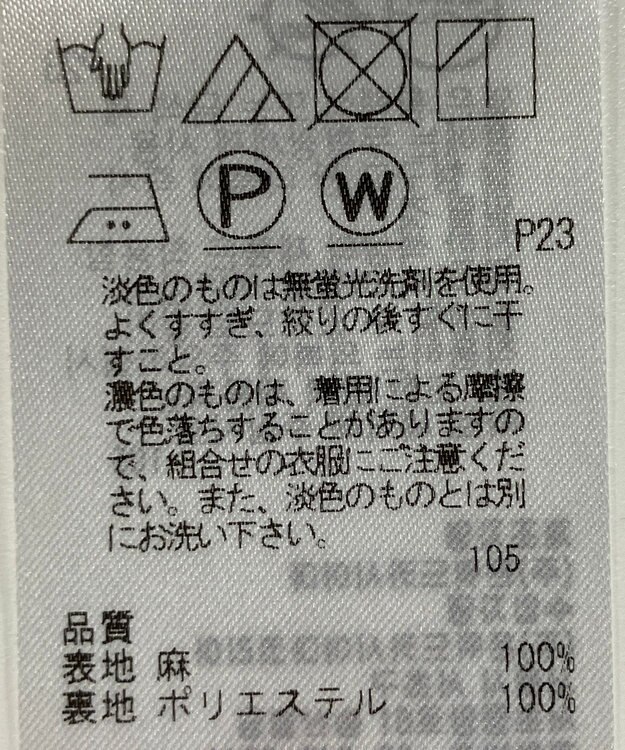 P W
P23
淡色のものは無蛍光洗剤を使用。
よくすすぎ、絞りの後すぐに干
すこと。
濃色のものは、着用による摩擦
で色落ちすることがありますの
で、組合せの衣服にご注意くだ
さい。また、淡色のものとは別
にお洗い下さい。
105
品質
表地 麻 100%
裏地 ポリエステル 100%